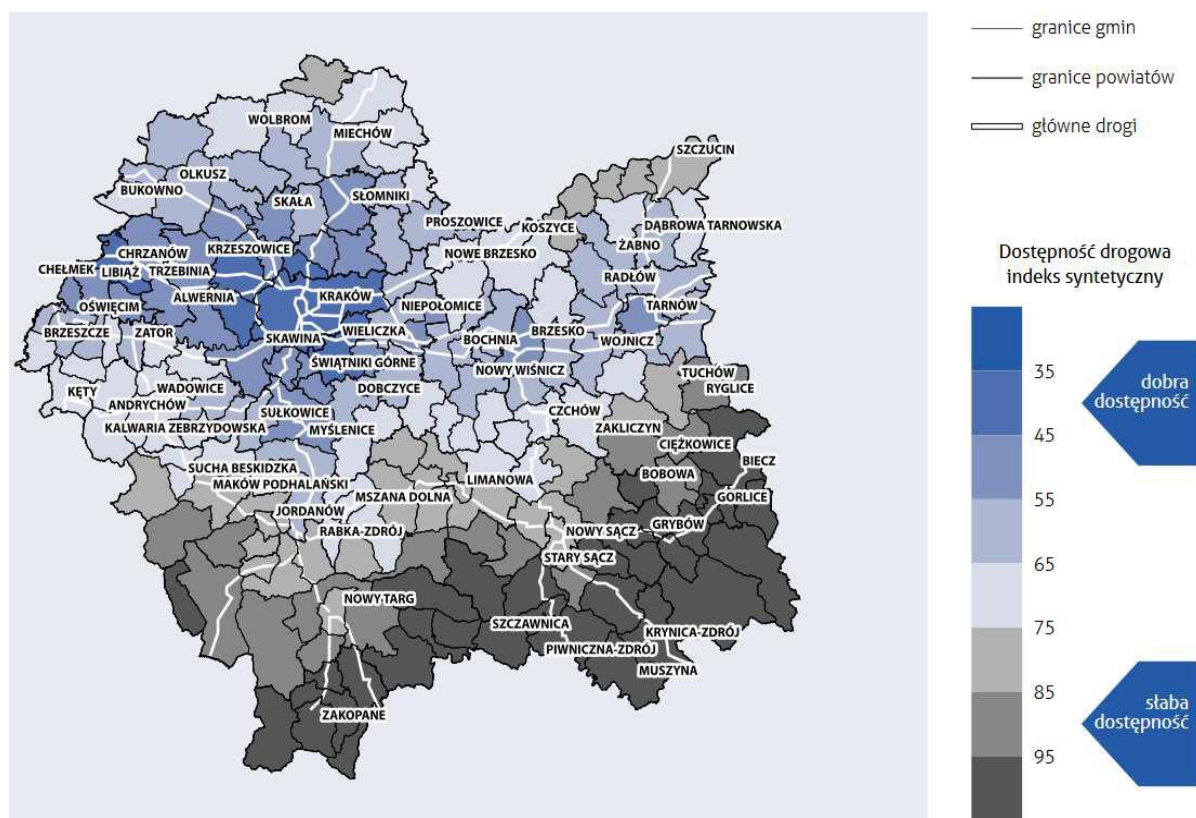 WOLBROM
MIECHÓW
SZCZUCIN
OLKUSZ
BUKOWNO
SKAŁA
SŁOMNIKI
PROSZOWICE
KOSZYCE
DĄBROWA TARNOWSKA
ŻABNO
CHRZANÓW
KRZESZOWICE
NOWE BRZESKO
CHEŁMEK
LIBIĄŻ
TRZEBINIA
RADŁÓW
ALWERNIA
KRAKÓW
OŚWIĘCIM
NIEPOŁOMICE
TARNÓW
BRZESZCZE
ZATOR
SKAWINA
WIELICZKA
BOCHNIA
BRZESKO
WOJNICZ
ŚWIĄTNIKI GÓRNE
NOWY WIŚNICZ
TUCHÓW
RYGLICE
KĘTY
WADOWICE
DOBCZYCE
ANDRYCHÓW
SUŁKOWICE
CZCHÓW
KALWARIA ZEBRZYDOWSKA
MYŚLENICE
ZAKLICZYN
CIĘŻKOWICE
BIECZ
SUCHA BESKIDZKA
MAKÓW PODHALAŃSKI
LIMANOWA
BOBOWA
MSZANA DOLNA
GORLICE
JORDANÓW
RABKA-ZDRÓJ
NOWY SĄCZ
GRYBÓW
STARY SĄCZ
NOWY TARG
SZCZAWNICA
KRYNICA-ZDRÓJ
PIWNICZNA-ZDRÓJ
MUSZYNA
ZAKOPANE
granice gmin
granice powiatów
główne drogi
Dostępność drogowa
indeks syntetyczny
35
45
55
65
75
85
95
dobra
dostępność
słaba
dostępność